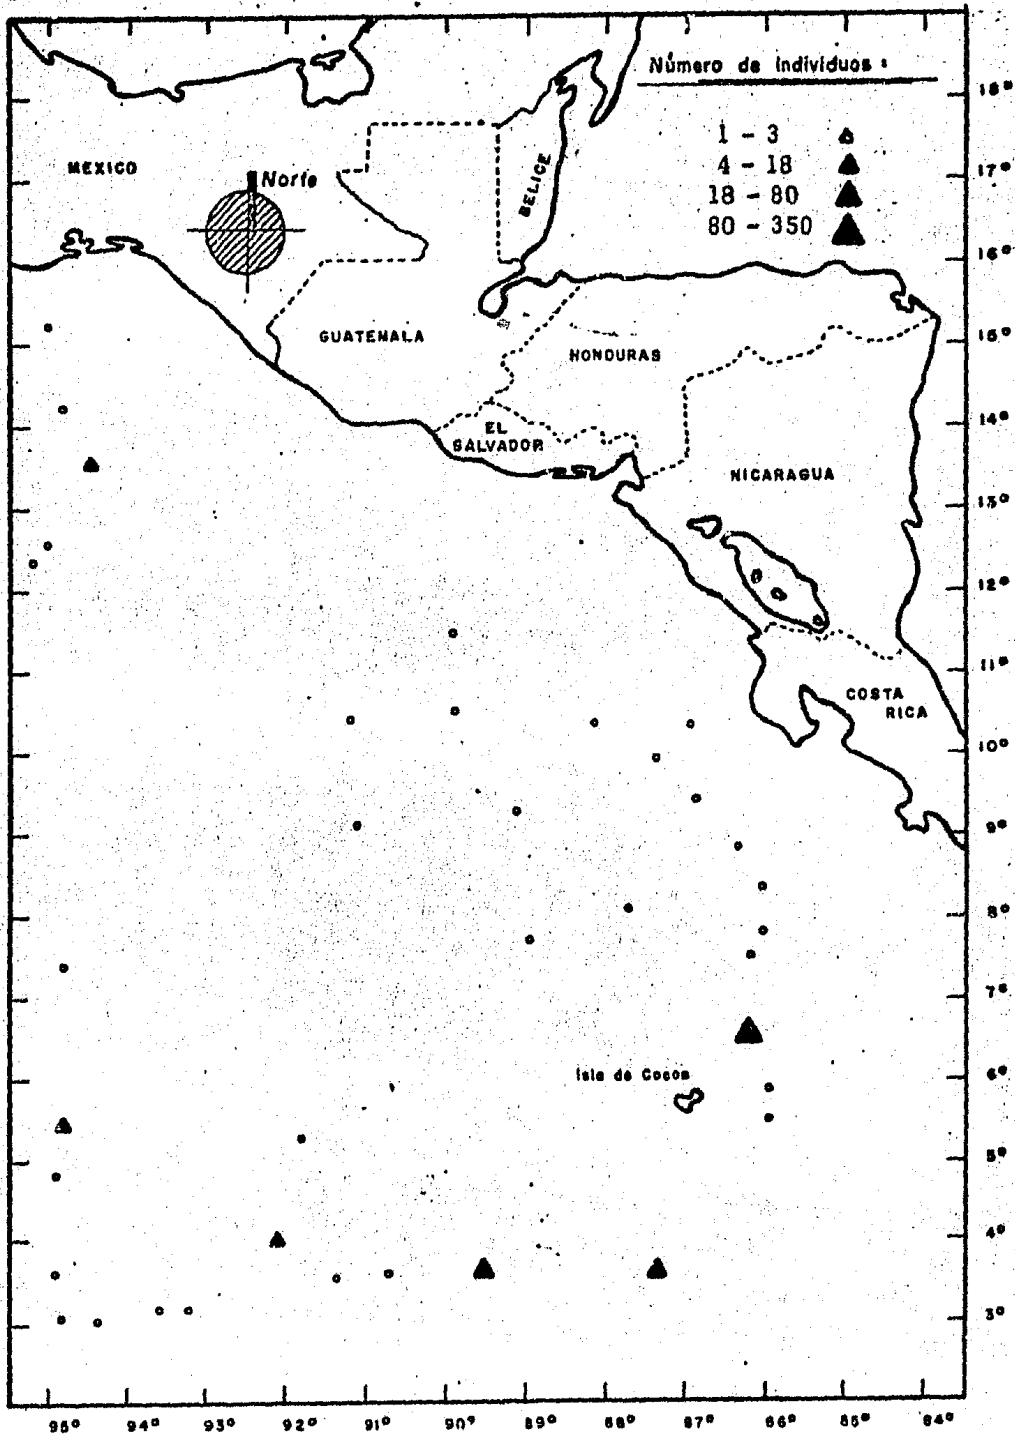 Número de individuos :
1 - 3
4 - 18
18 - 80
80 - 350
MEXICO
Norte
BELICE
GUATEMALA
HONDURAS
EL
SALVADOR
NICARAGUA
COSTA
RICA
Isla de Cocos
18°
17°
16°
15°
14°
13°
12°
11°
10°
9°
8°
7°
6°
5°
4°
3°
95° 94° 93° 92° 91° 90° 89° 88° 87° 86° 85° 84°